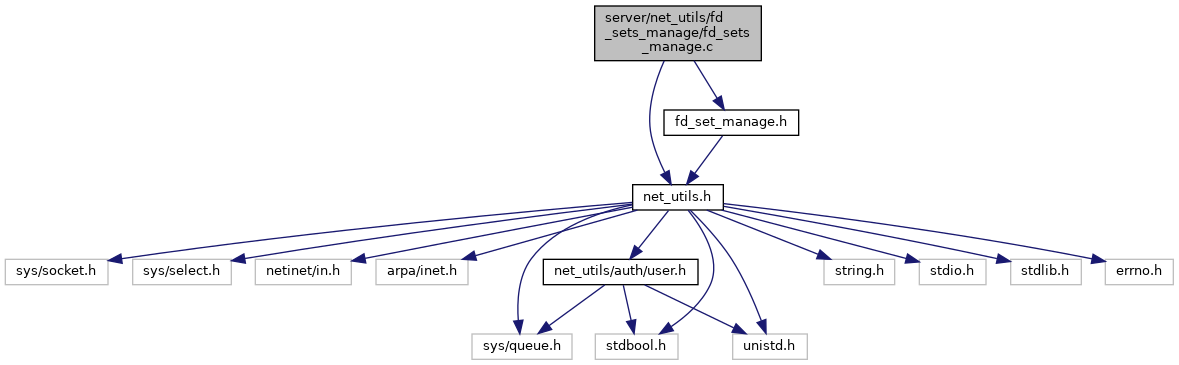 server/net_utils/fd
_sets_manage/fd_sets
_manage.c
fd_set_manage.h
net_utils.h
sys/socket.h
sys/select.h
netinet/in.h
arpa/inet.h
net_utils/auth/user.h
string.h
stdio.h
stdlib.h
errno.h
sys/queue.h
stdbool.h
unistd.h